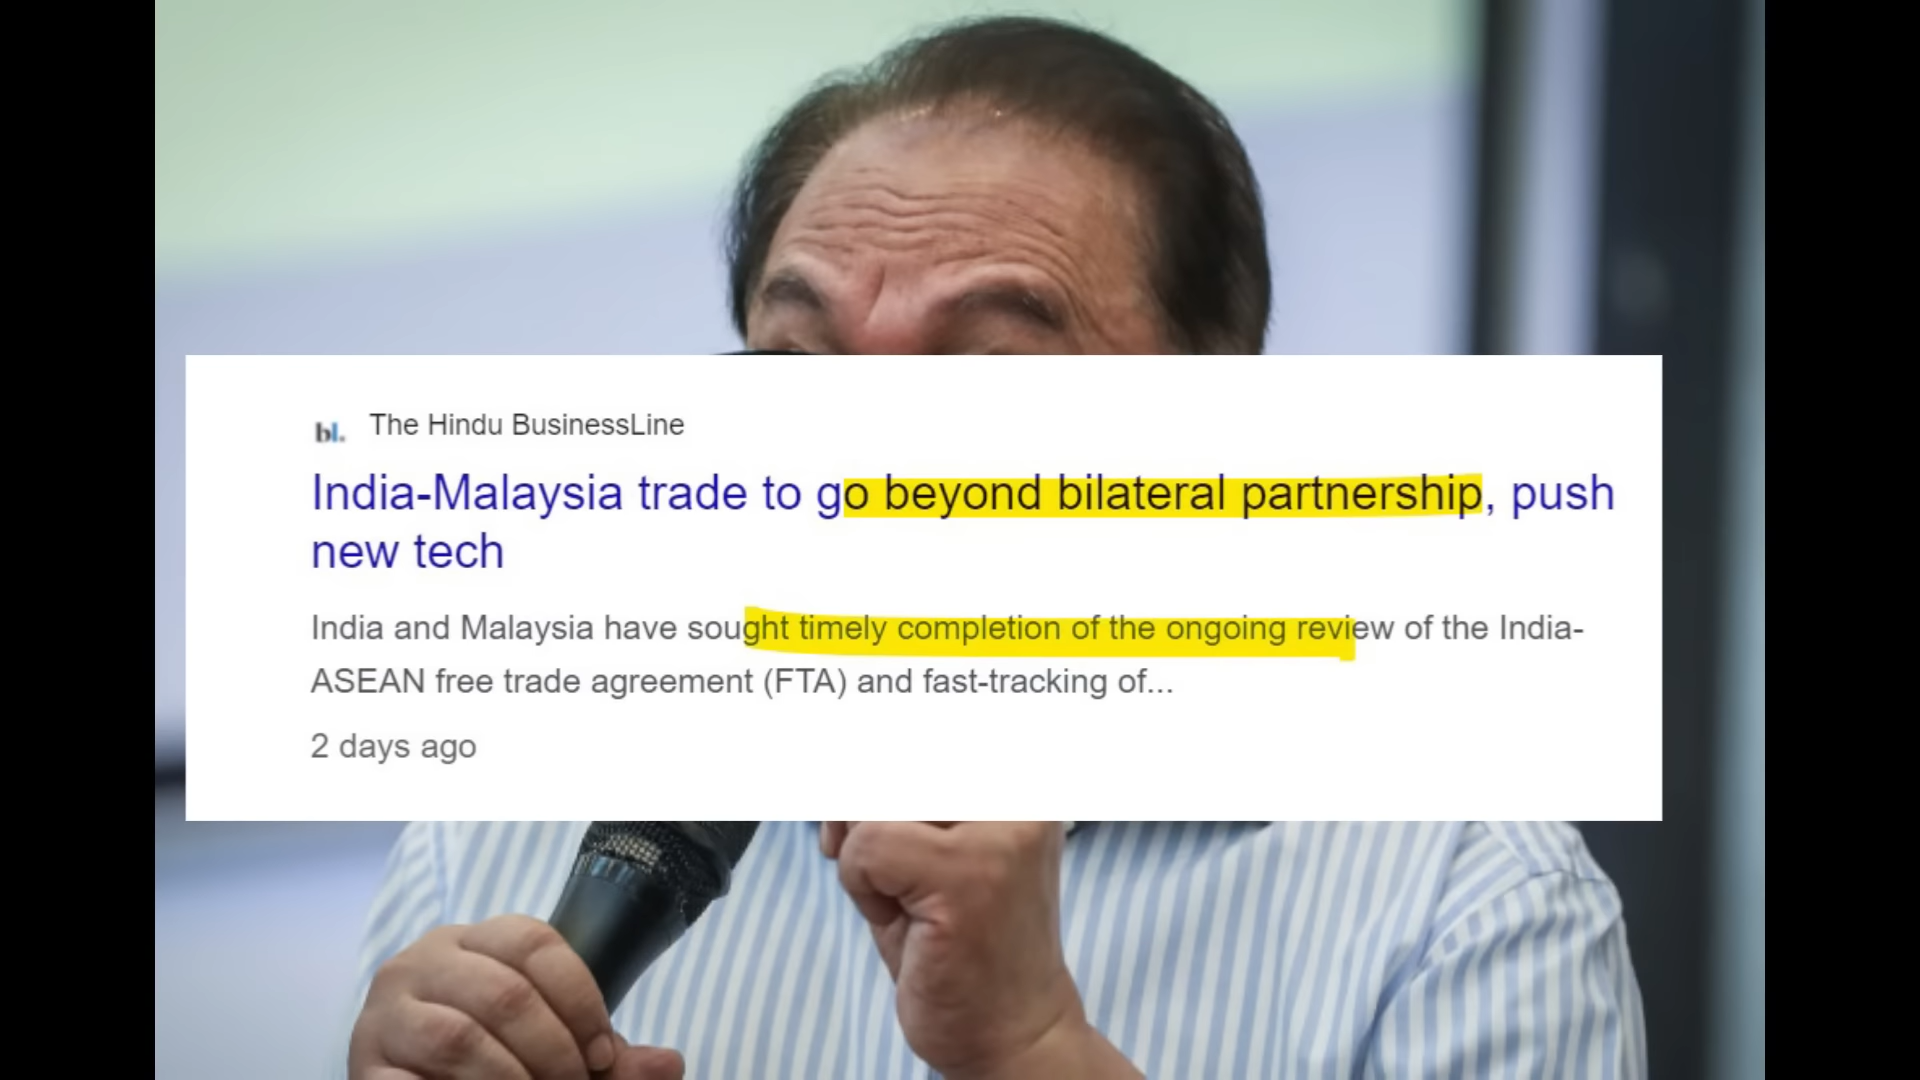 bl. The Hindu BusinessLine
India-Malaysia trade to go beyond bilateral partnership, push
new tech
India and Malaysia have sought timely completion of the ongoing review of the India-
ASEAN free trade agreement (FTA) and fast-tracking of...
2 days ago